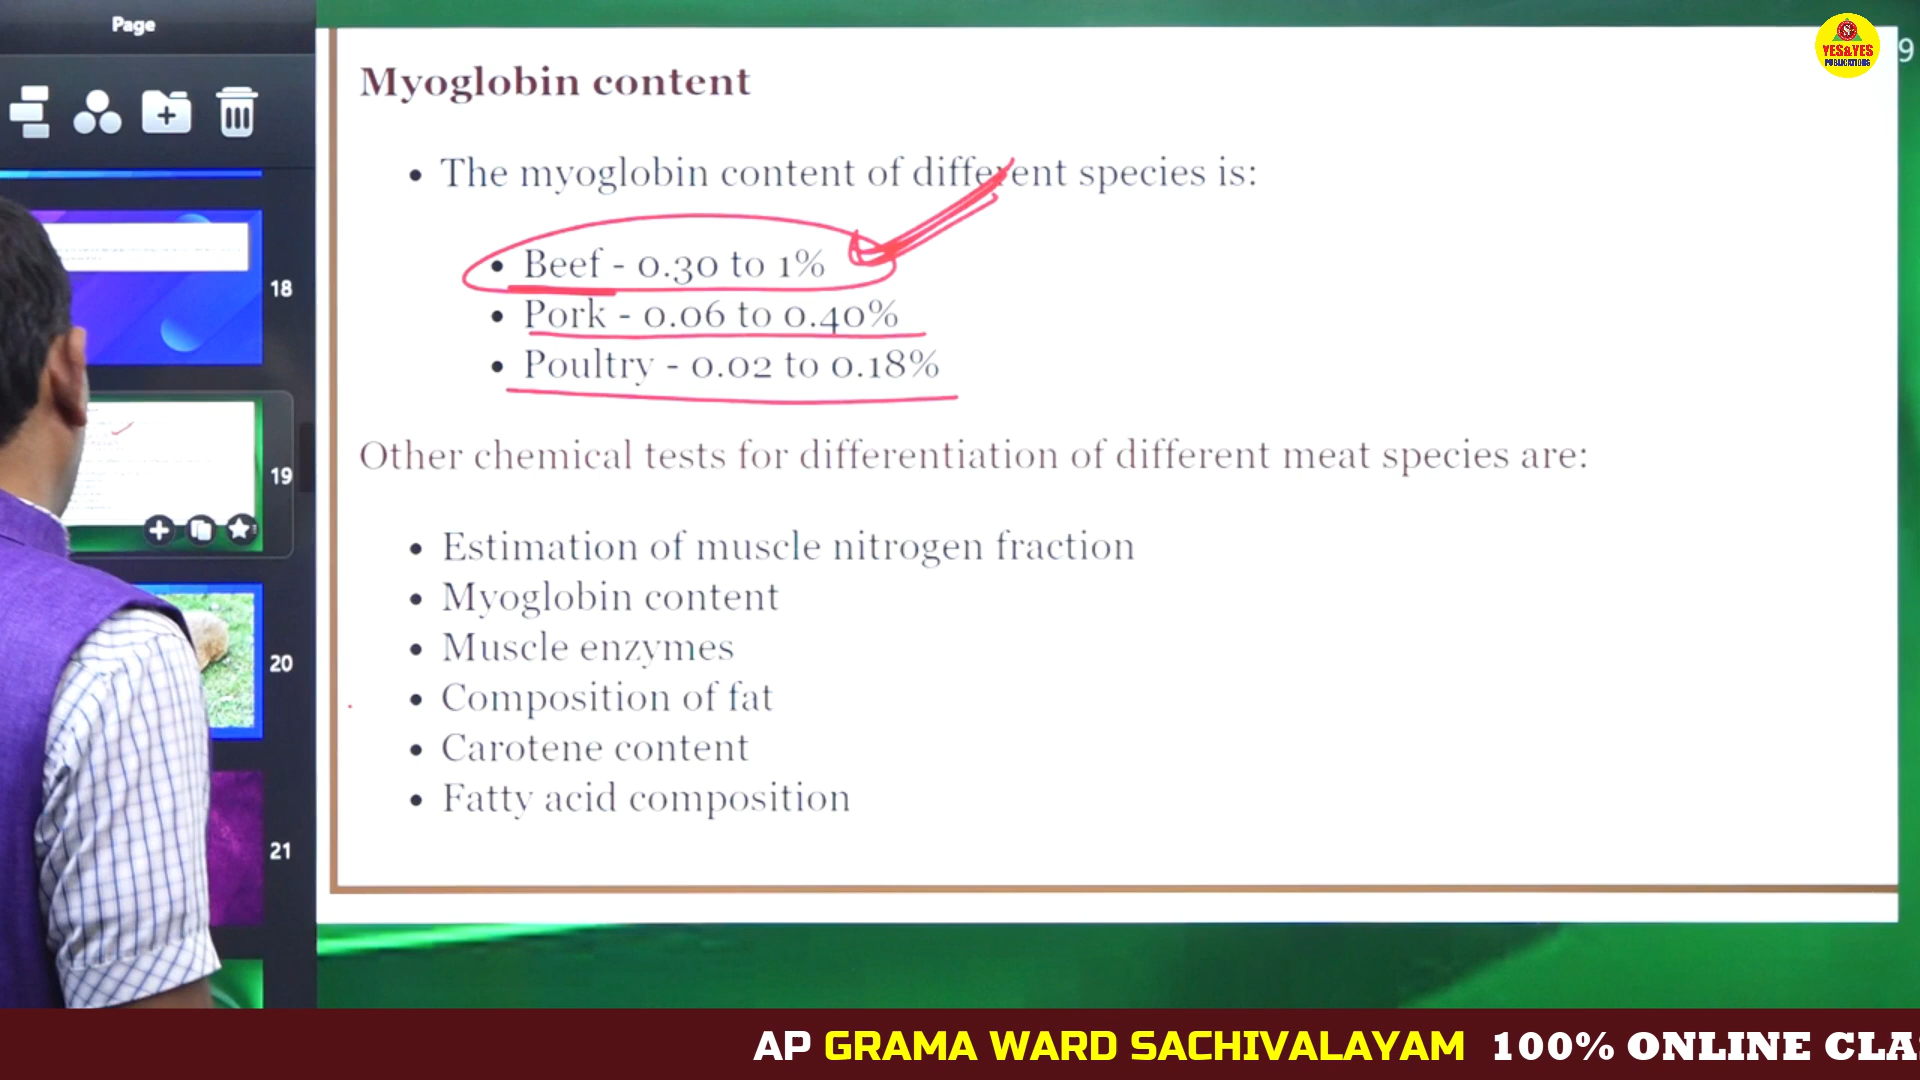 Page
9
YES&YES
PUBLICATIONS
18
19
20
21
Myoglobin content
• The myoglobin content of different species is:
• Beef - 0.30 to 1%
• Pork - 0.06 to 0.40%
• Poultry - 0.02 to 0.18%
Other chemical tests for differentiation of different meat species are:
• Estimation of muscle nitrogen fraction
• Myoglobin content
• Muscle enzymes
• Composition of fat
• Carotene content
• Fatty acid composition
AP GRAMA WARD SACHIVALAYAM 100% ONLINE CLA